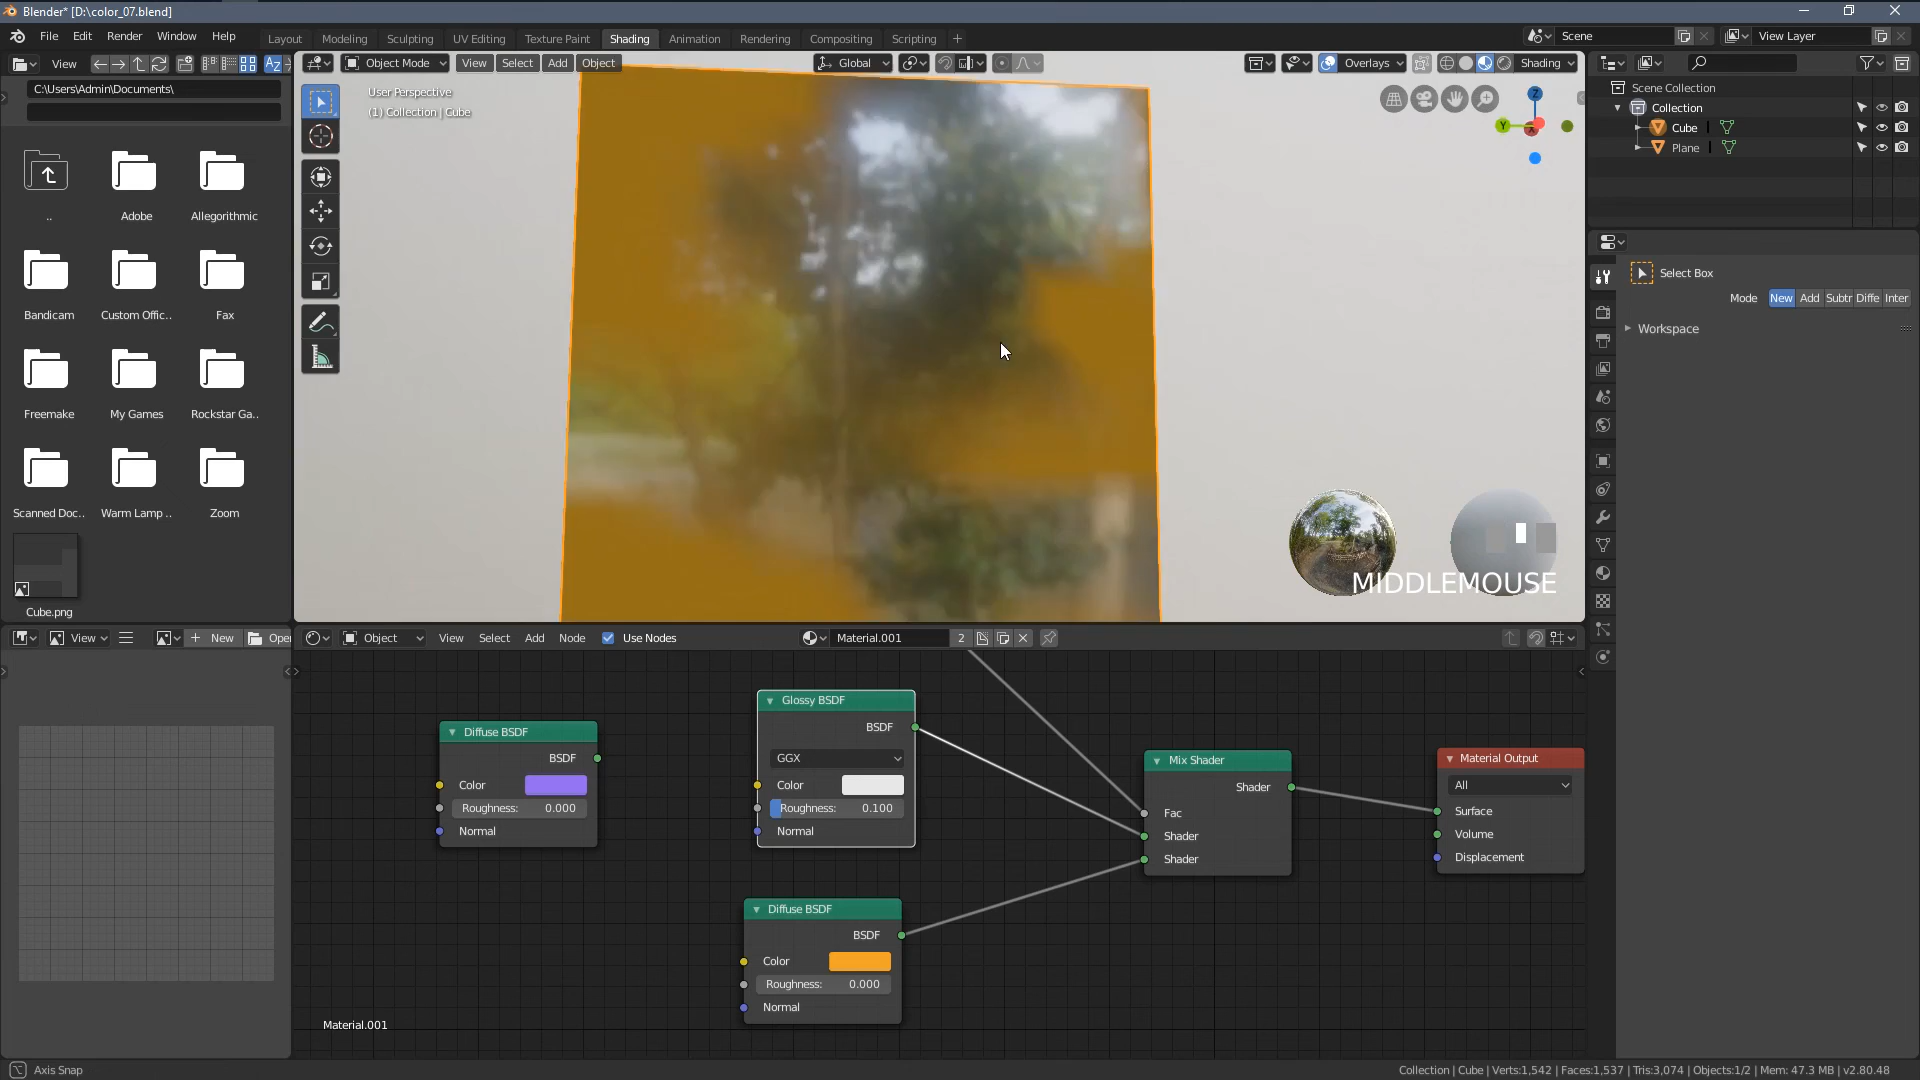 Blender* [D:\color_07.blend]
File Edit Render Window Help
Layout Modeling Sculpting UV Editing Texture Paint Shading Animation Rendering Compositing Scripting +
Scene
View Layer
View
C:\Users\Admin\Documents\
..
Adobe
Allegorithmic
Bandicam
Custom Offic..
Fax
Freemake
My Games
Rockstar Ga..
Scanned Doc..
Warm Lamp ..
Zoom
Cube.png
Object Mode View Select Add Object
Global
Overlays
Shading
User Perspective
(1) Collection | Cube
Z
Y
X
MIDDLEMOUSE
Scene Collection
Collection
Cube
Plane
Select Box
Mode New Add Subtr Diffe Inter
Workspace
View + New Open
Object View Select Add Node Use Nodes
Material.001 2
Diffuse BSDF
BSDF
Color
Roughness: 0.000
Normal
Glossy BSDF
BSDF
GGX
Color
Roughness: 0.100
Normal
Diffuse BSDF
BSDF
Color
Roughness: 0.000
Normal
Mix Shader
Shader
Fac
Shader
Shader
Material Output
All
Surface
Volume
Displacement
Material.001
Axis Snap
Collection | Cube | Verts:1,542 | Faces:1,537 | Tris:3,074 | Objects:1/2 | Mem: 47.3 MB | v2.80.48